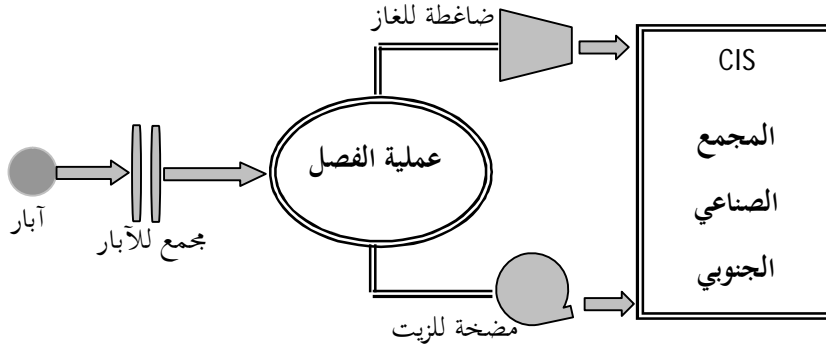 ضاغطة للغاز
CIS
المجمع
الصناعي
الجنوبي
عملية الفصل
آبار
مجمع للآبار
مضخة للزيت